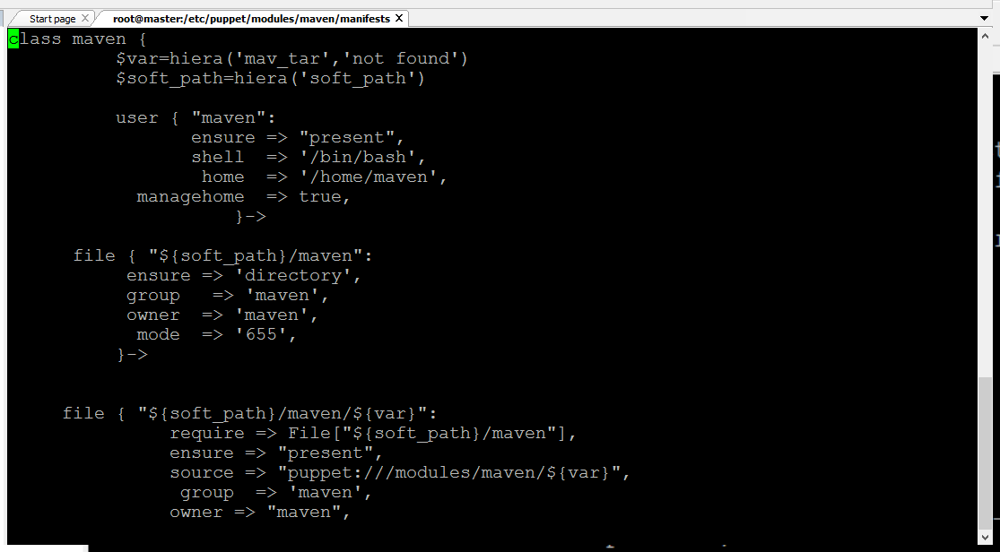 Start page
root@master:/etc/puppet/modules/maven/manifests
class maven {
$var=hiera('mav_tar','not found')
$soft_path=hiera('soft_path')
user { "maven":
ensure => "present",
shell => '/bin/bash',
home => '/home/maven',
managehome => true,
}->
file { "${soft_path}/maven":
ensure => 'directory',
group => 'maven',
owner => 'maven',
mode => '655',
}->
file { "${soft_path}/maven/${var}":
require => File["${soft_path}/maven"],
ensure => "present",
source => "puppet:///modules/maven/${var}",
group => 'maven',
owner => "maven",